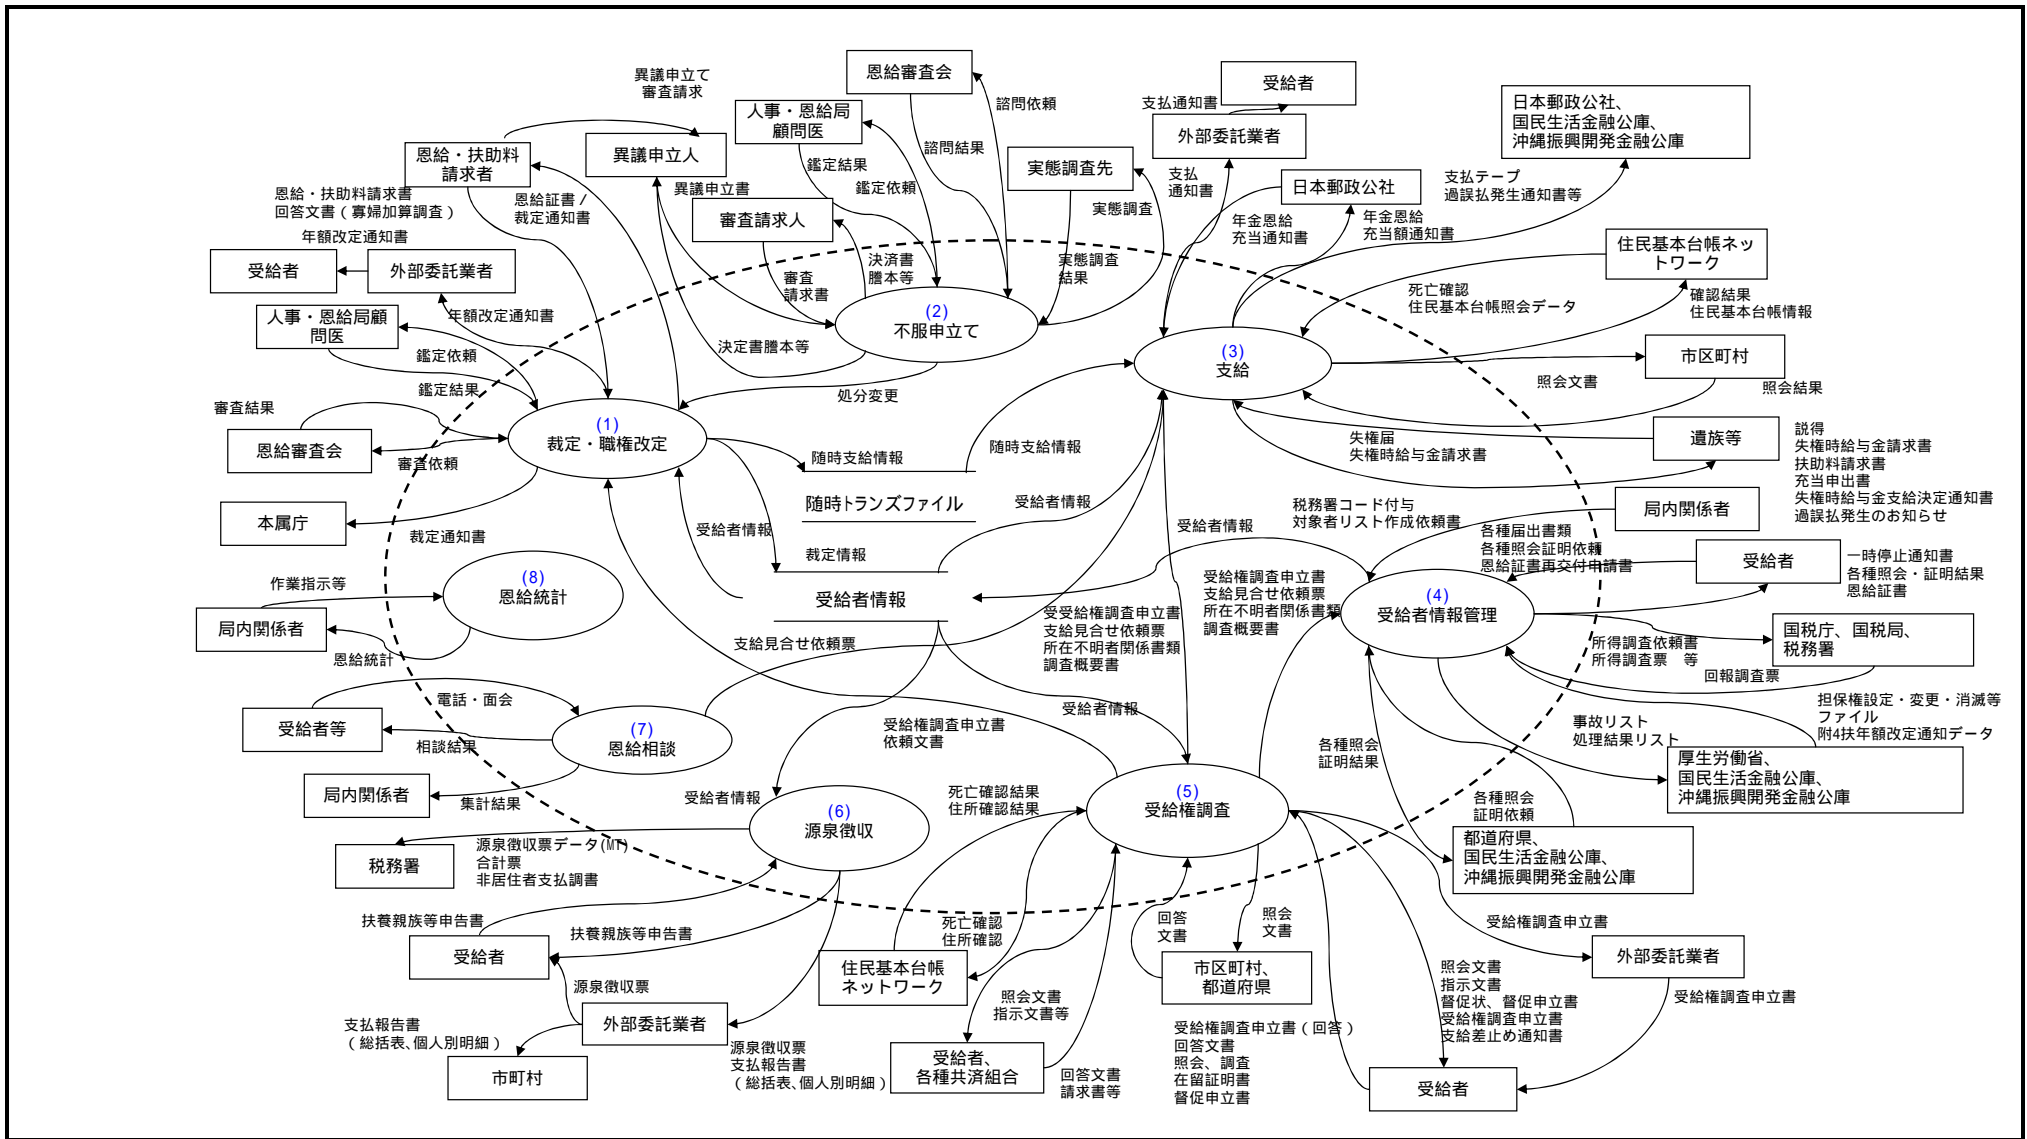 恩給審査会
諮問依頼
諮問結果
異議申立て
審査請求
人事・恩給局
顧問医
鑑定結果
鑑定依頼
恩給・扶助料
請求者
異議申立人
恩給・扶助料請求書
回答文書（寡婦加算調査）
恩給証書/
裁定通知書
異議申立書
審査請求人
審査
請求書
決済書
謄本等
実態調査先
実態調査
実態調査
結果
受給者
支払通知書
外部委託業者
支払
通知書
日本郵政公社
年金恩給
充当通知書
年金恩給
充当額通知書
日本郵政公社、
国民生活金融公庫、
沖縄振興開発金融公庫
支払テープ
過誤払発生通知書等
住民基本台帳ネッ
トワーク
死亡確認
住民基本台帳照会データ
確認結果
住民基本台帳情報
年額改定通知書
受給者
外部委託業者
年額改定通知書
人事・恩給局顧
問医
鑑定依頼
鑑定結果
(2)
不服申立て
決定書謄本等
処分変更
(3)
支給
市区町村
照会文書
照会結果
審査結果
恩給審査会
審査依頼
(1)
裁定・職権改定
本属庁
裁定通知書
随時支給情報
随時支給情報
随時トランズファイル
受給者情報
受給者情報
裁定情報
受給者情報
失権届
失権時給与金請求書
遺族等
説得
失権時給与金請求書
扶助料請求書
充当申出書
失権時給与金支給決定通知書
過誤払発生のお知らせ
税務署コード付与
対象者リスト作成依頼書
局内関係者
受給者情報
各種届出書類
各種照会証明依頼
恩給証書再交付申請書
受給者
一時停止通知書
各種照会・証明結果
恩給証書
(8)
恩給統計
作業指示等
局内関係者
恩給統計
支給見合せ依頼票
受受給権調査申立書
支給見合せ依頼票
所在不明者関係書類
調査概要書
受給権調査申立書
支給見合せ依頼票
所在不明者関係書類
調査概要書
(4)
受給者情報管理
国税庁、国税局、
税務署
所得調査依頼書
所得調査票　等
回報調査票
電話・面会
受給者等
相談結果
(7)
恩給相談
局内関係者
集計結果
受給権調査申立書
依頼文書
受給者情報
受給者情報
各種照会
証明結果
事故リスト
処理結果リスト
担保権設定・変更・消滅等
ファイル
附4扶年額改定通知データ
厚生労働省、
国民生活金融公庫、
沖縄振興開発金融公庫
各種照会
証明依頼
都道府県、
国民生活金融公庫、
沖縄振興開発金融公庫
(6)
源泉徴収
税務署
源泉徴収票データ(MT)
合計票
非居住者支払調書
死亡確認結果
住所確認結果
(5)
受給権調査
扶養親族等申告書
受給者
扶養親族等申告書
源泉徴収票
外部委託業者
支払報告書
（総括表､個人別明細）
市町村
源泉徴収票
支払報告書
（総括表､個人別明細）
死亡確認
住所確認
住民基本台帳
ネットワーク
照会文書
指示文書等
受給者、
各種共済組合
回答文書
請求書等
回答
文書
照会
文書
市区町村、
都道府県
受給権調査申立書（回答）
回答文書
照会、調査
在留証明書
督促申立書
照会文書
指示文書
督促状、督促申立書
受給権調査申立書
支給差止め通知書
受給権調査申立書
外部委託業者
受給権調査申立書
受給者